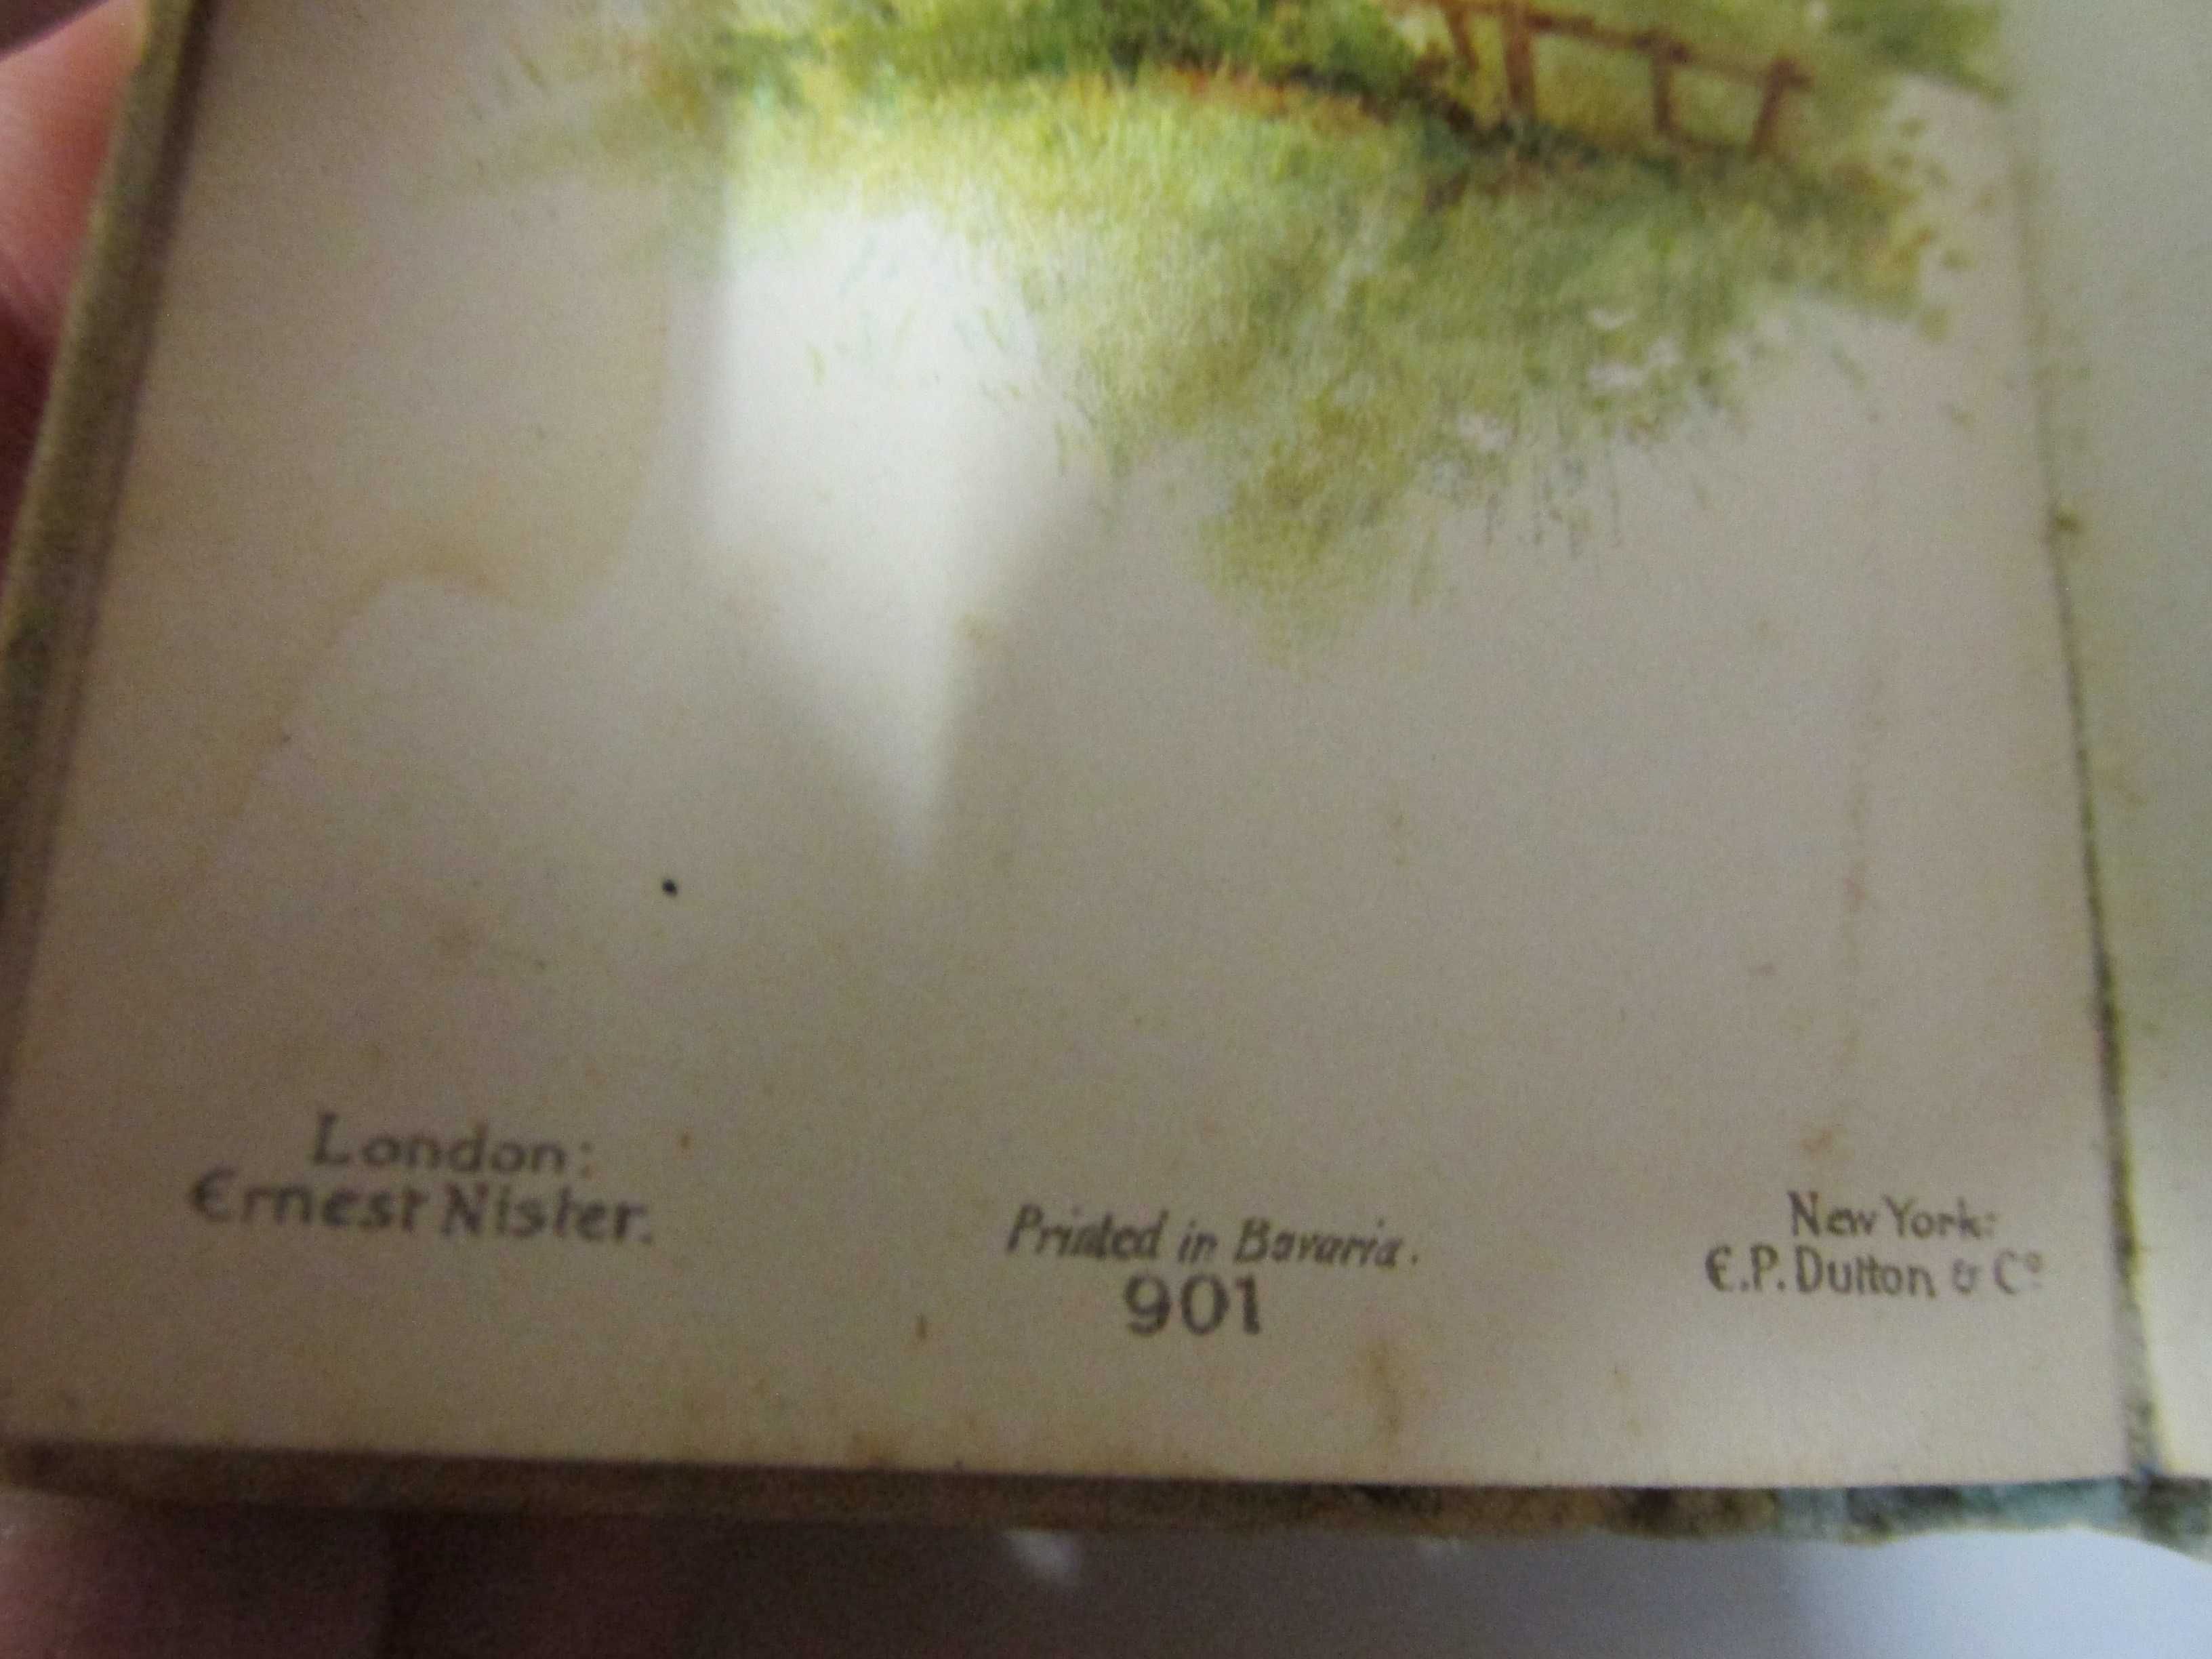 London:
Ernest Nister.
Printed in Bavaria.
901
New York:
E.P. Dutton & Co